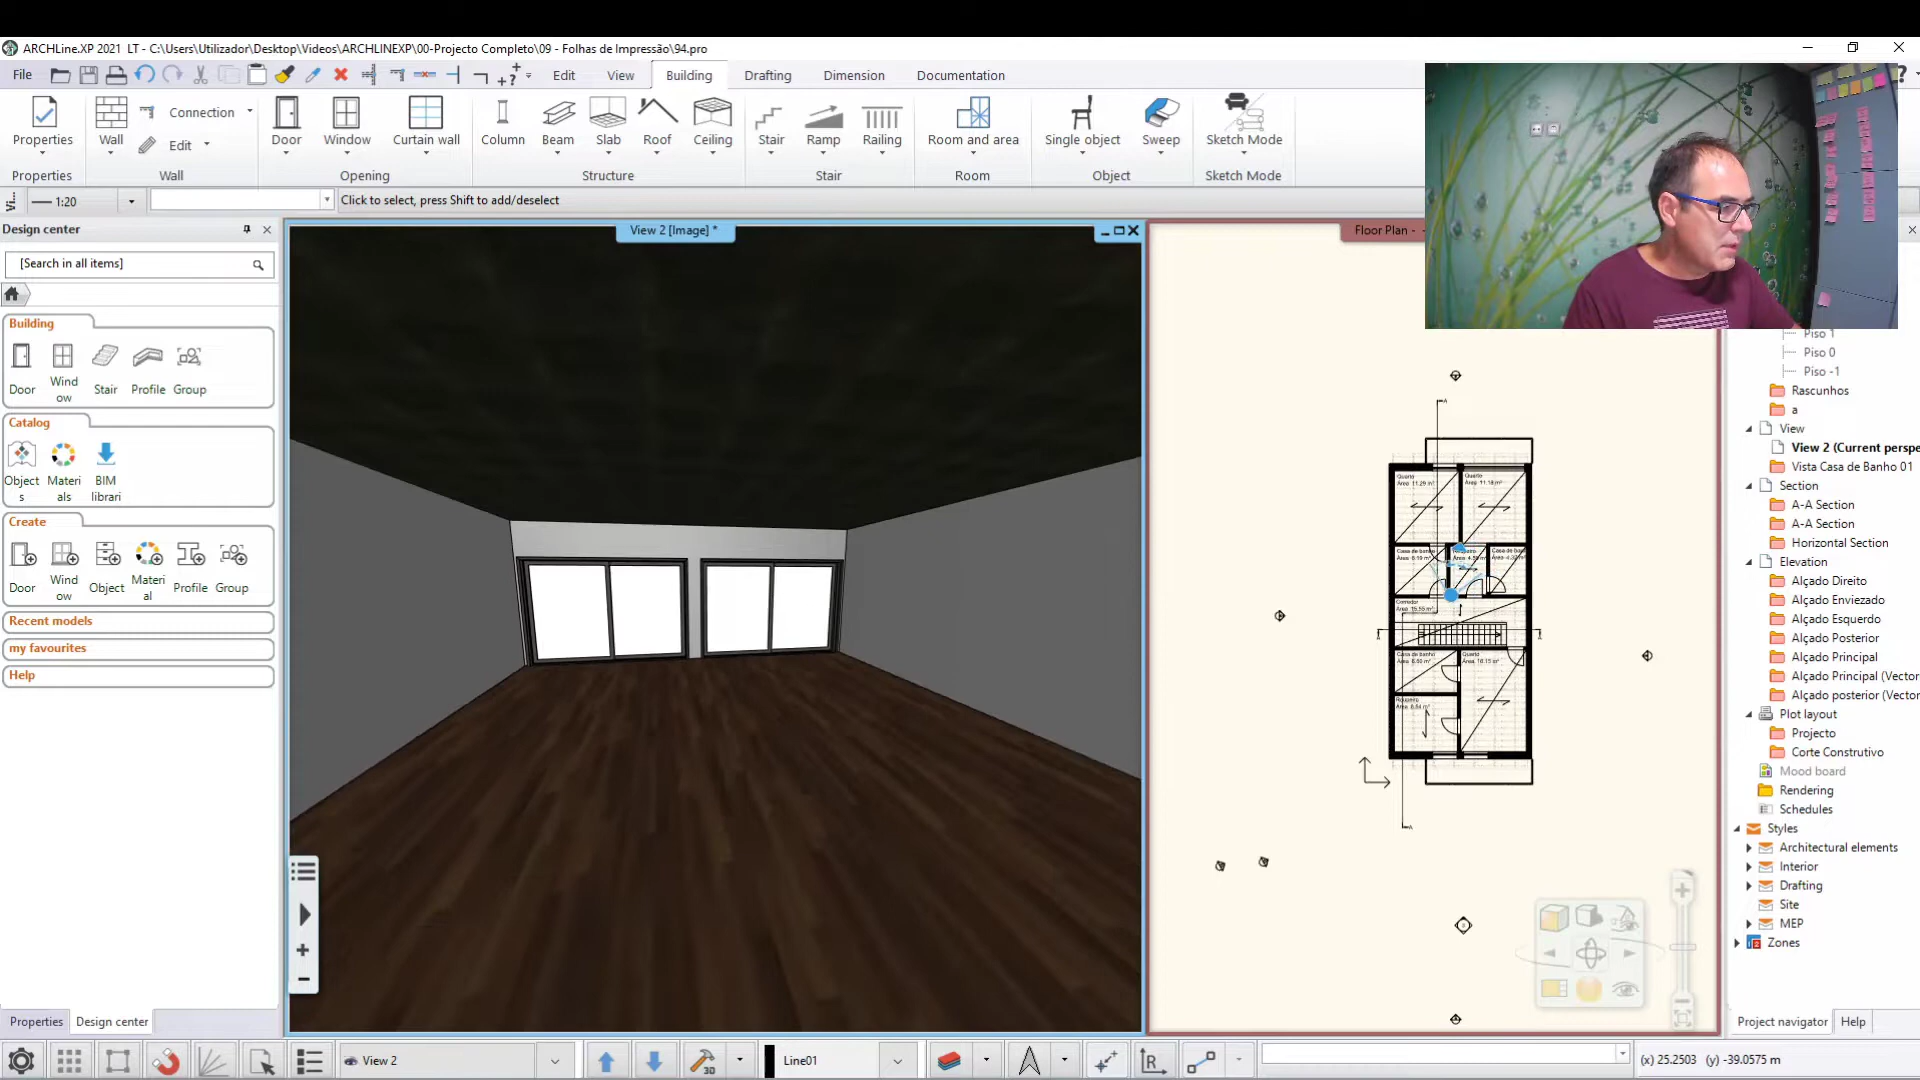 ARCHLine.XP 2021 LT - C:\Users\Utilizador\Desktop\Videos\ARCHLINEXP\00-Projecto Completo\09 - Folhas de Impressão\94.pro
File
Edit
View
Building
Drafting
Dimension
Documentation
Properties
Wall
Connection
Edit
Door
Window
Curtain wall
Column
Beam
Slab
Roof
Ceiling
Stair
Ramp
Railing
Room and area
Single object
Sweep
Sketch Mode
Properties
Wall
Opening
Structure
Stair
Room
Object
Sketch Mode
1:20
Click to select, press Shift to add/deselect
Design center
[Search in all items]
Building
Door
Wind
ow
Stair
Profile
Group
Catalog
Object
s
Materi
als
BIM
librari
Create
Door
Wind
ow
Object
Materi
al
Profile
Group
Recent models
my favourites
Help
Properties
Design center
View 2 [Image] *
Floor Plan -
Piso 1
Piso 0
Piso -1
Rascunhos
a
View
View 2 (Current perspe
Vista Casa de Banho 01
Section
A-A Section
A-A Section
Horizontal Section
Elevation
Alçado Direito
Alçado Enviezado
Alçado Esquerdo
Alçado Posterior
Alçado Principal
Alçado Principal (Vector
Alçado posterior (Vector
Plot layout
Projecto
Corte Construtivo
Mood board
Rendering
Schedules
Styles
Architectural elements
Interior
Drafting
Site
MEP
Zones
Project navigator
Help
View 2
3D
Line01
(x) 25.2503 (y) -39.0575 m